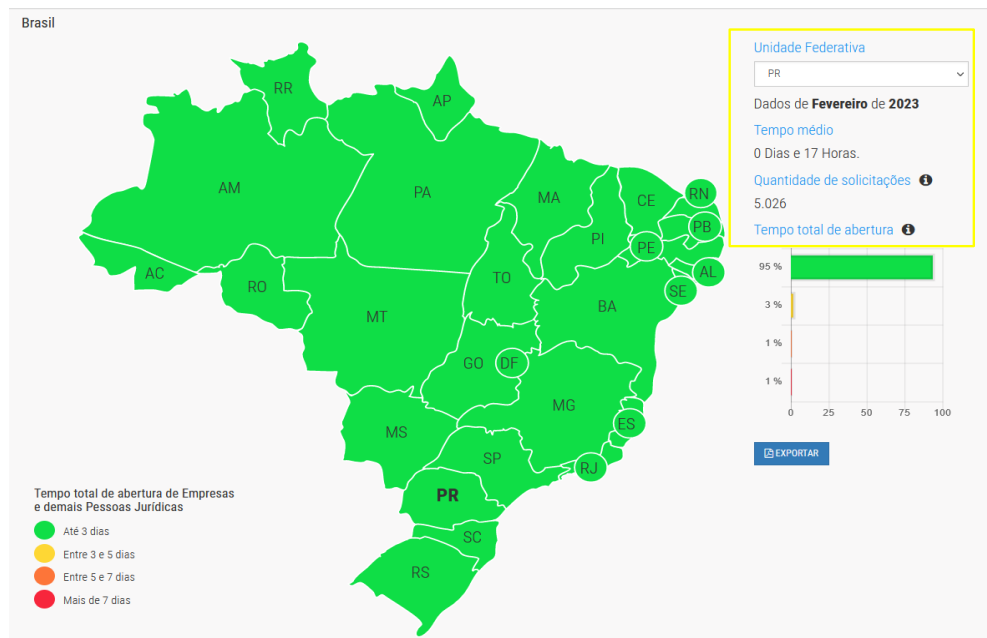 Brasil
Unidade Federativa
PR
Dados de Fevereiro de 2023
Tempo médio
0 Dias e 17 Horas.
Quantidade de solicitações
5.026
Tempo total de abertura
95 %
3 %
1 %
1 %
0 25 50 75 100
EXPORTAR
RR
AP
AM
PA
MA
CE
RN
PB
PI
PE
AC
RO
TO
AL
SE
MT
BA
GO
DF
MG
MS
ES
SP
RJ
PR
SC
RS
Tempo total de abertura de Empresas
e demais Pessoas Jurídicas
Até 3 dias
Entre 3 e 5 dias
Entre 5 e 7 dias
Mais de 7 dias